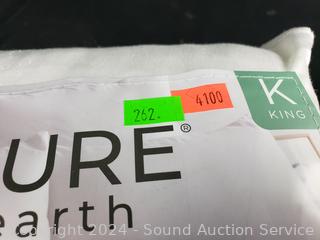 262.
4100
K
KING
URE®
earth
Copyright 2024 - Sound Auction Service